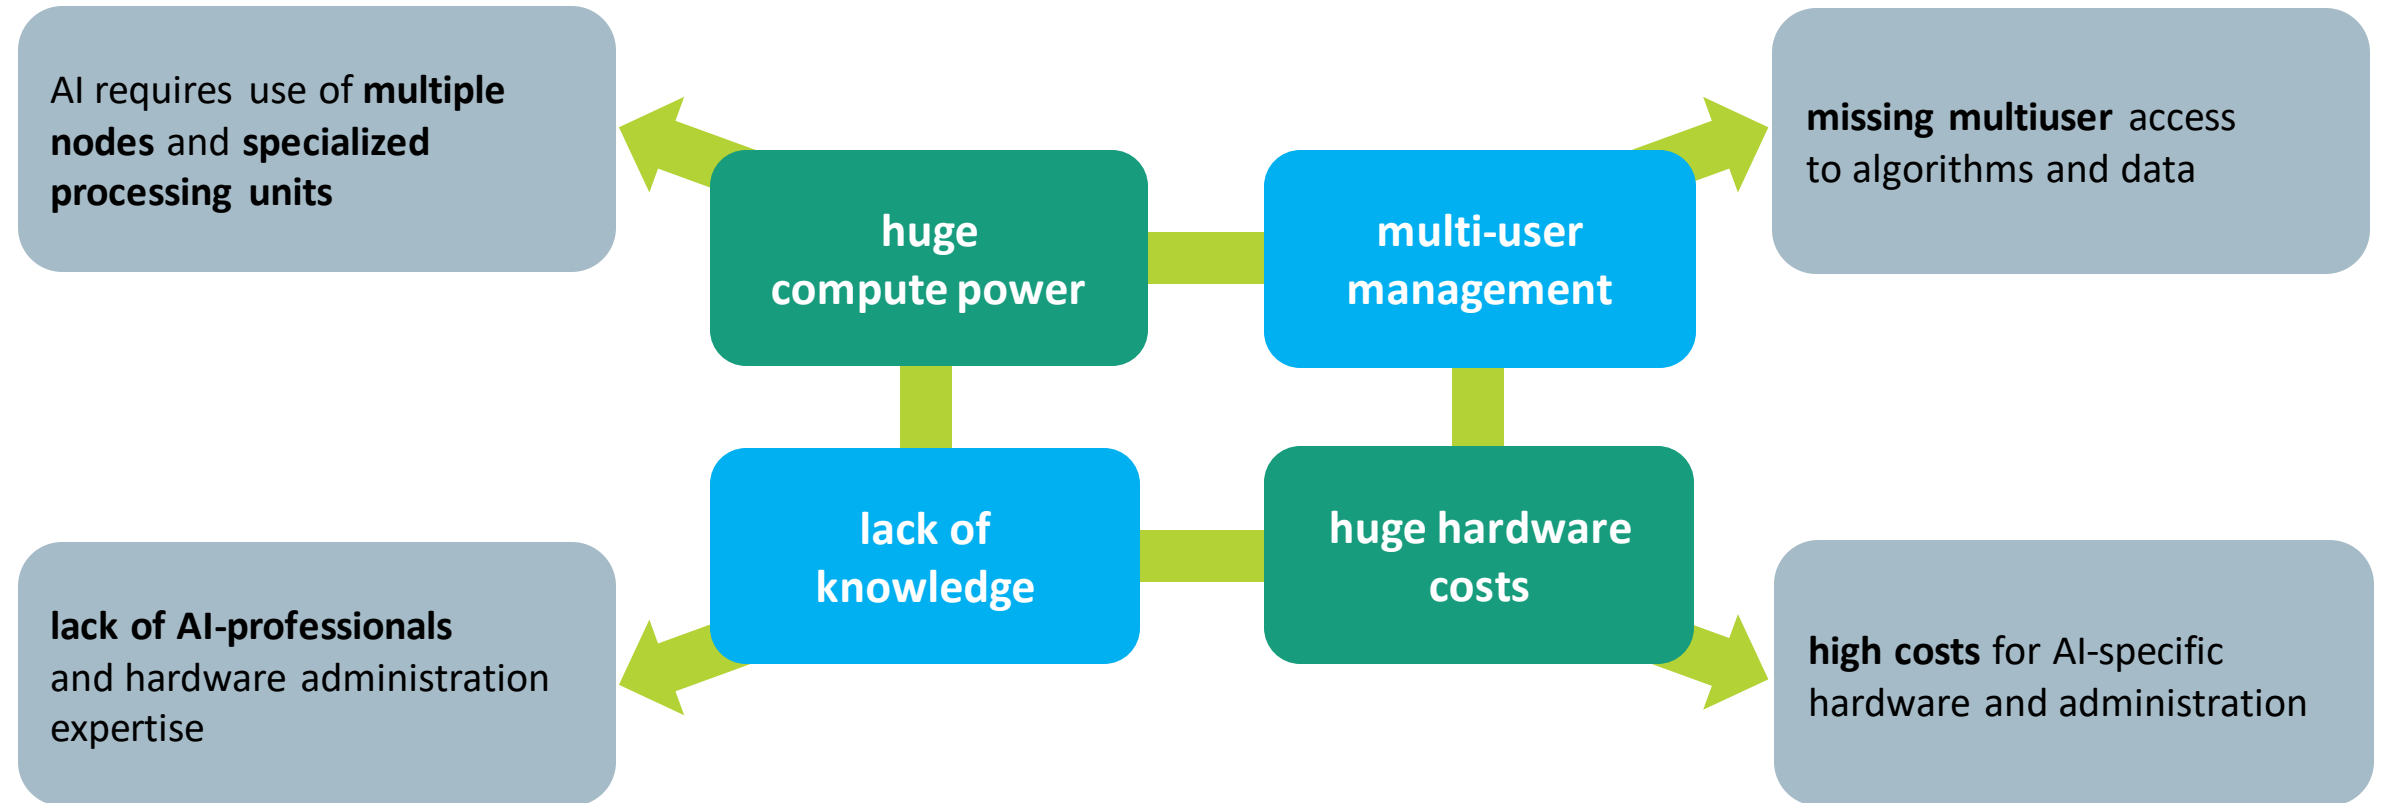 AI requires use of multiple
nodes and specialized
processing units
huge
compute power
multi-user
management
missing multiuser access
to algorithms and data
lack of AI-professionals
and hardware administration
expertise
lack of
knowledge
huge hardware
costs
high costs for AI-specific
hardware and administration